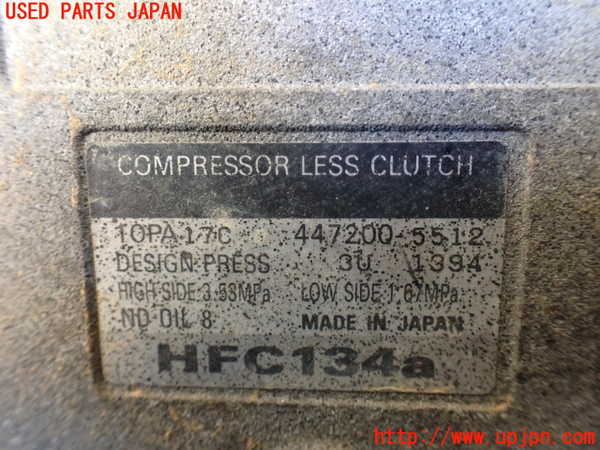 USED PARTS JAPAN
COMPRESSOR LESS CLUTCH
10PA17C 447200-5512
DESIGN PRESS 3U 1394
HIGH SIDE 3.53MPa LOW SIDE 1.67MPa
ND OIL 8 MADE IN JAPAN
HFC134a
http://www.upjpn.com/